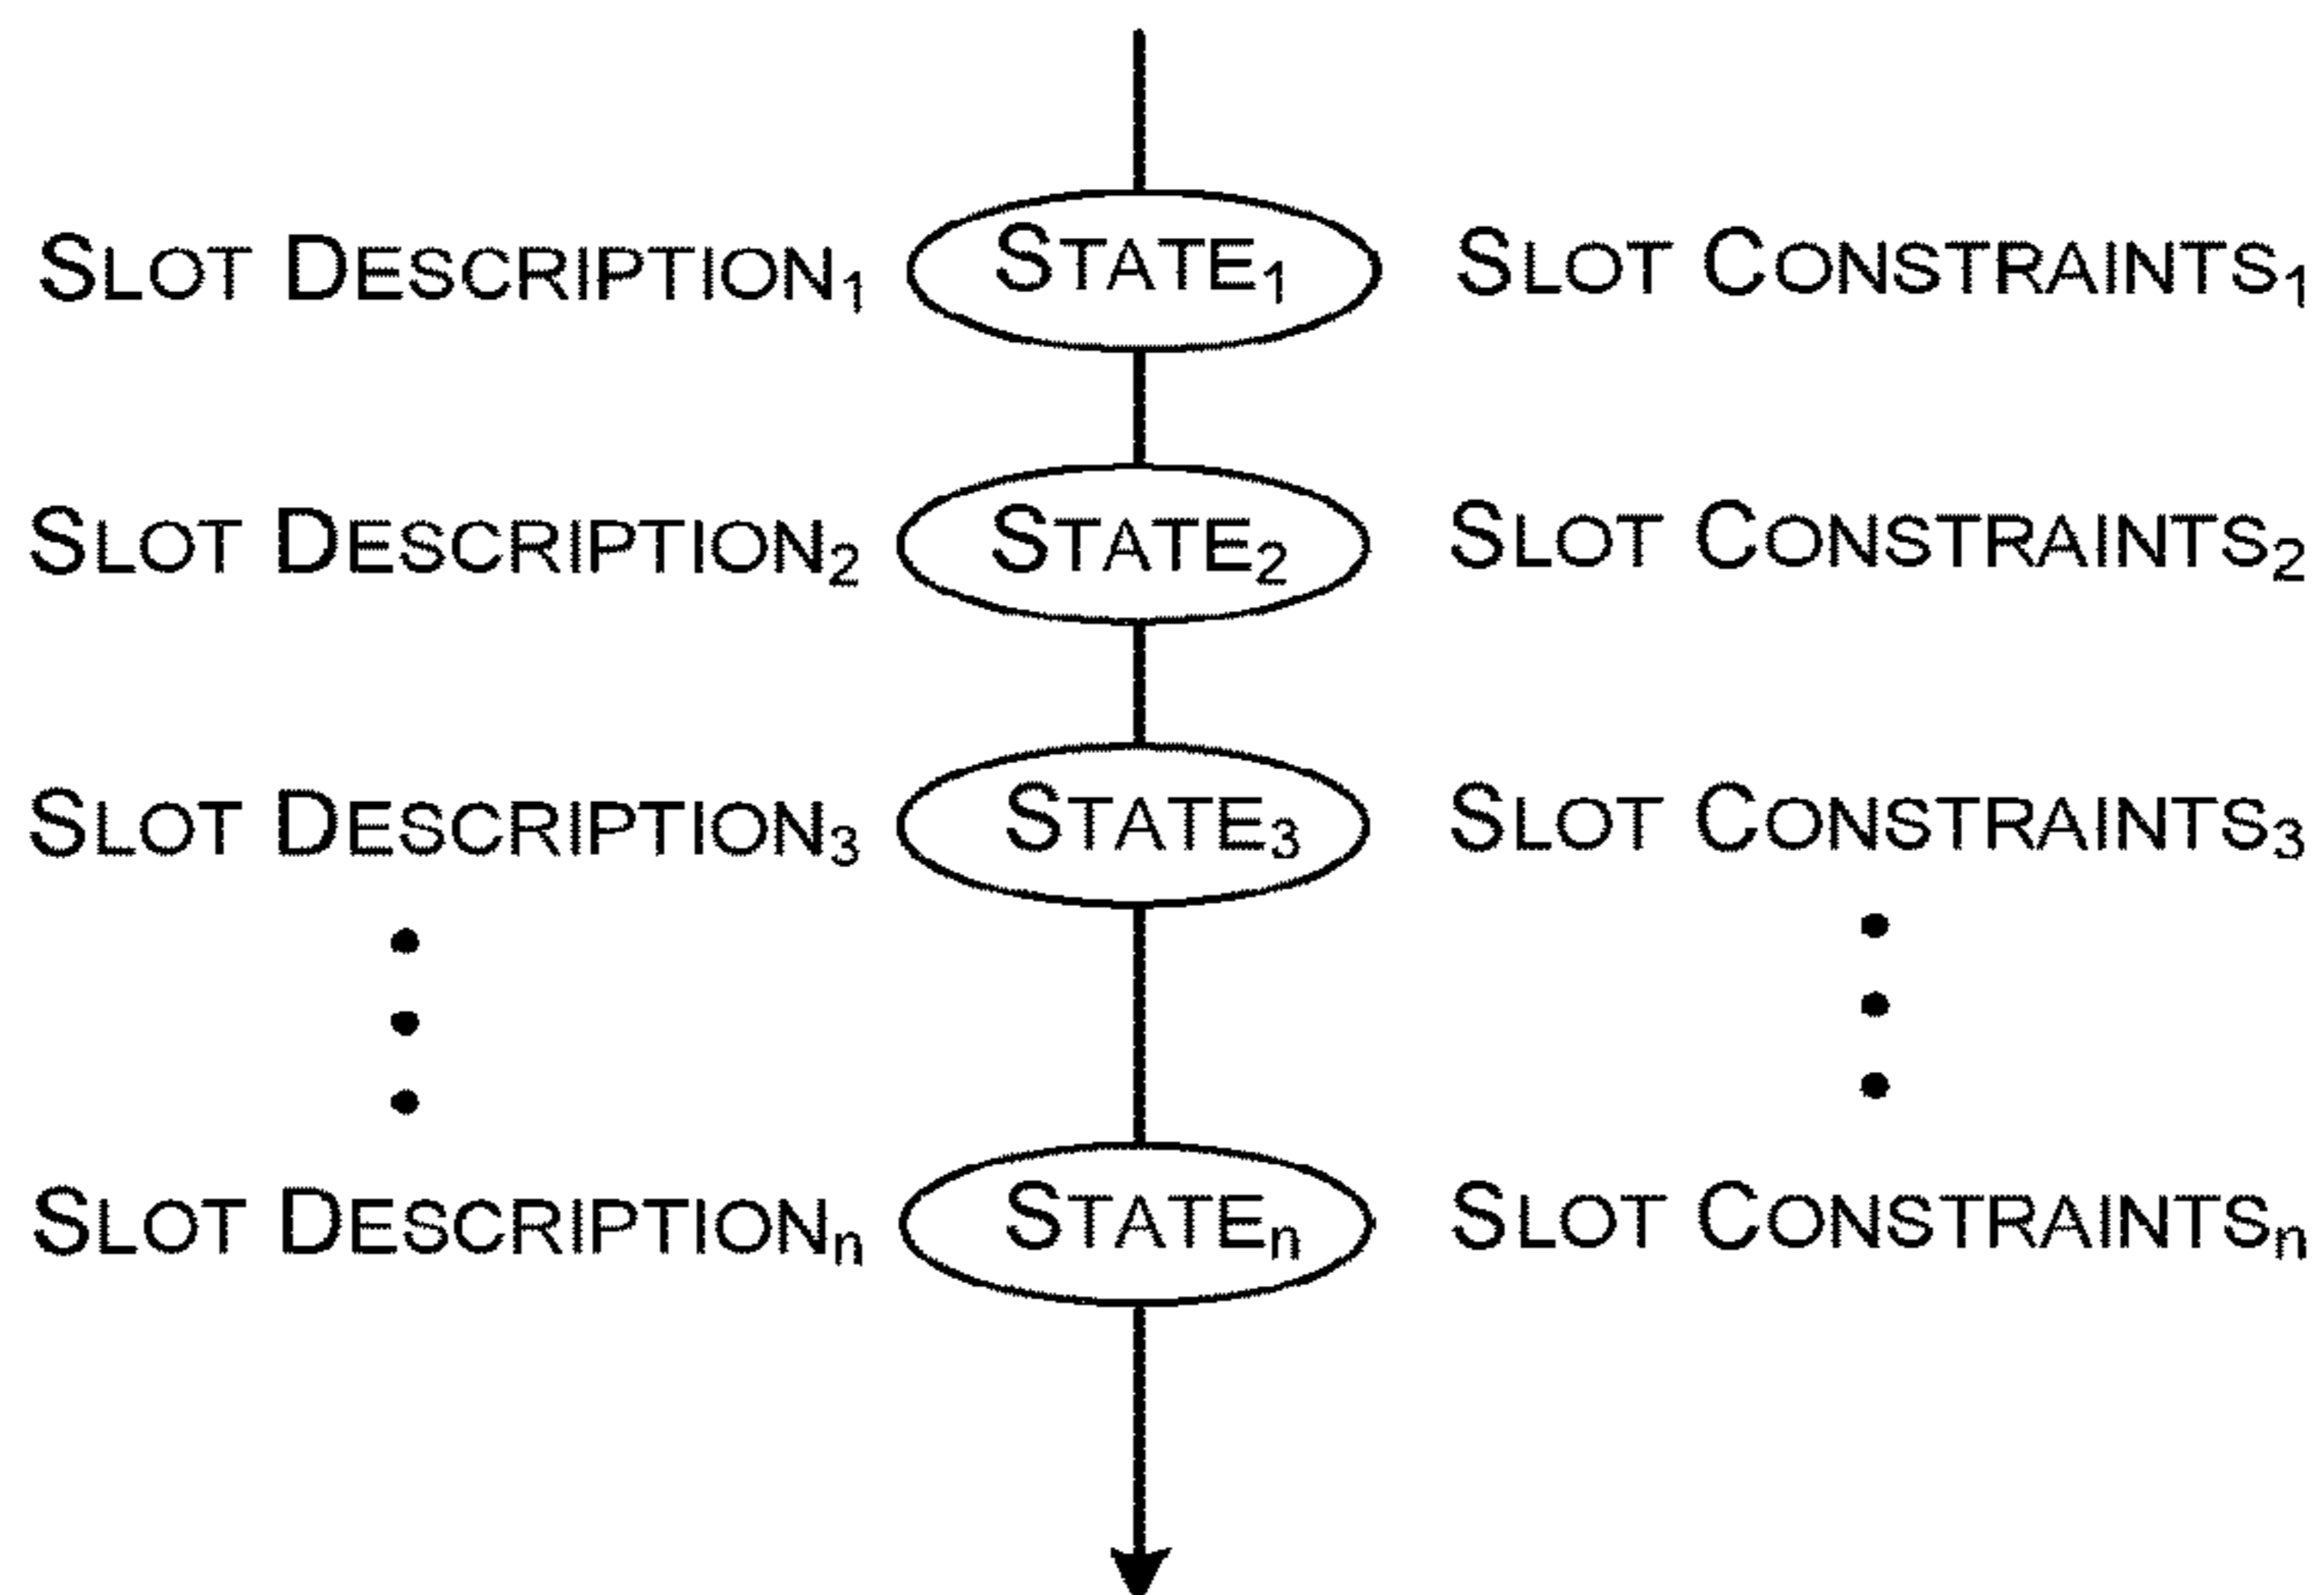 SLOT DESCRIPTION₁ STATE₁ SLOT CONSTRAINTS₁
SLOT DESCRIPTION₂ STATE₂ SLOT CONSTRAINTS₂
SLOT DESCRIPTION₃ STATE₃ SLOT CONSTRAINTS₃
SLOT DESCRIPTIONₙ STATEₙ SLOT CONSTRAINTSₙ